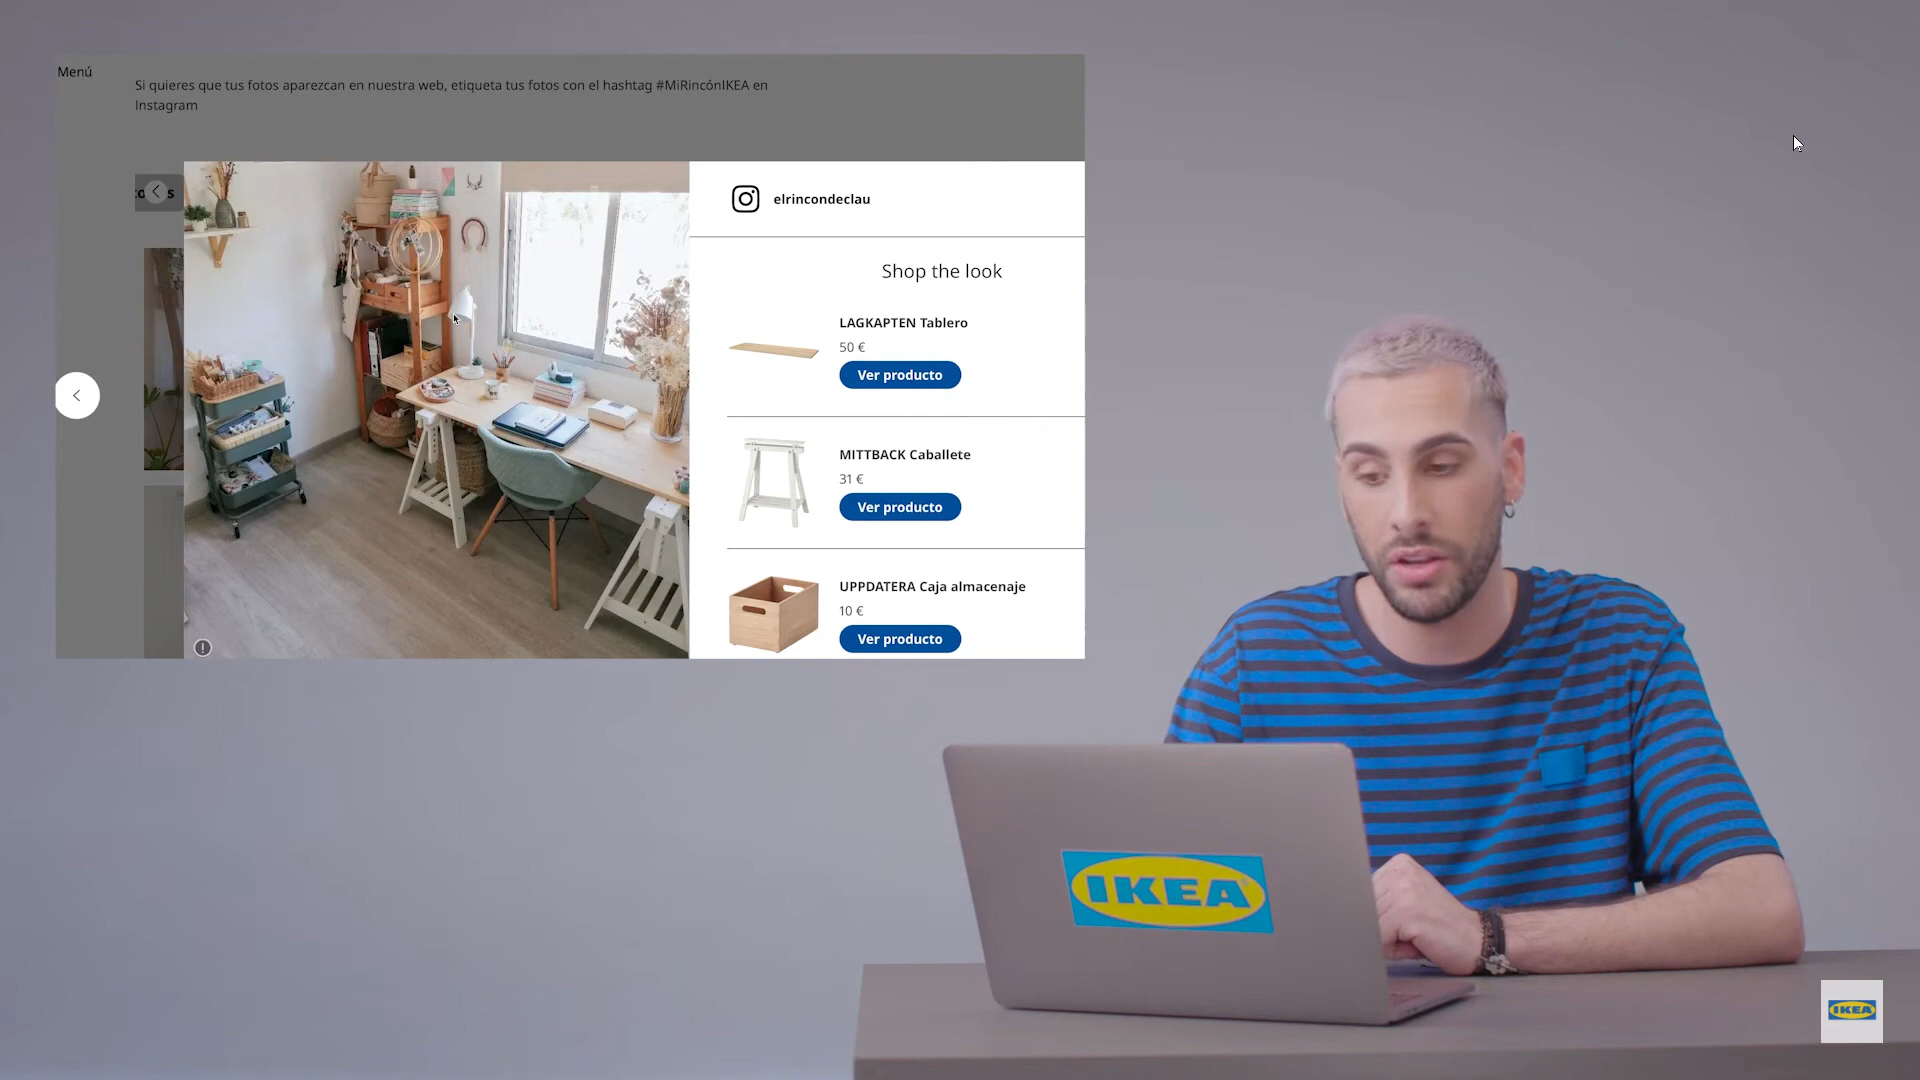 Menú
Si quieres que tus fotos aparezcan en nuestra web, etiqueta tus fotos con el hashtag #MiRincónIKEA en
Instagram
elrincondeclau
Shop the look
LAGKAPTEN Tablero
50 €
Ver producto
MITTBACK Caballete
31 €
Ver producto
UPPDATERA Caja almacenaje
10 €
Ver producto
IKEA
IKEA